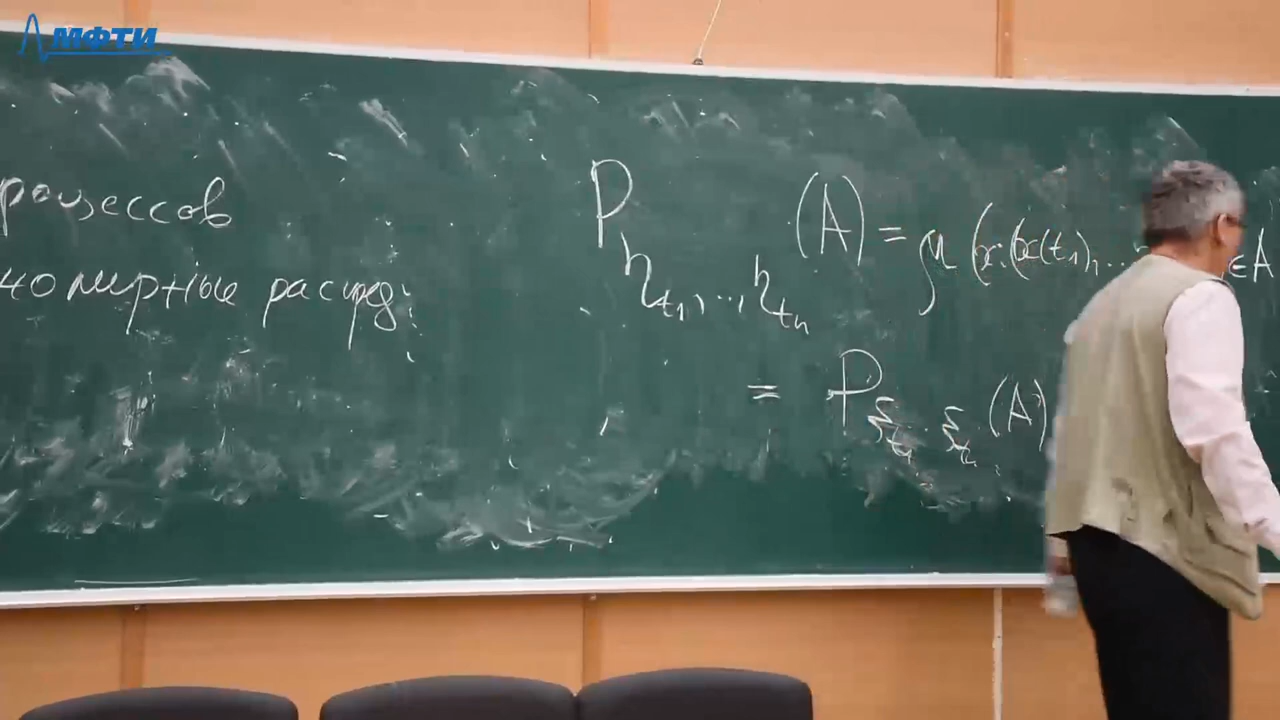 МФТИ
роцессов
номерные распред.
P_{η_{t_1},...,η_{t_n}} (A) = μ(x: (x(t_1),... ∈ A
= P_{ξ_{t_1}...ξ_{t_n}} (A)